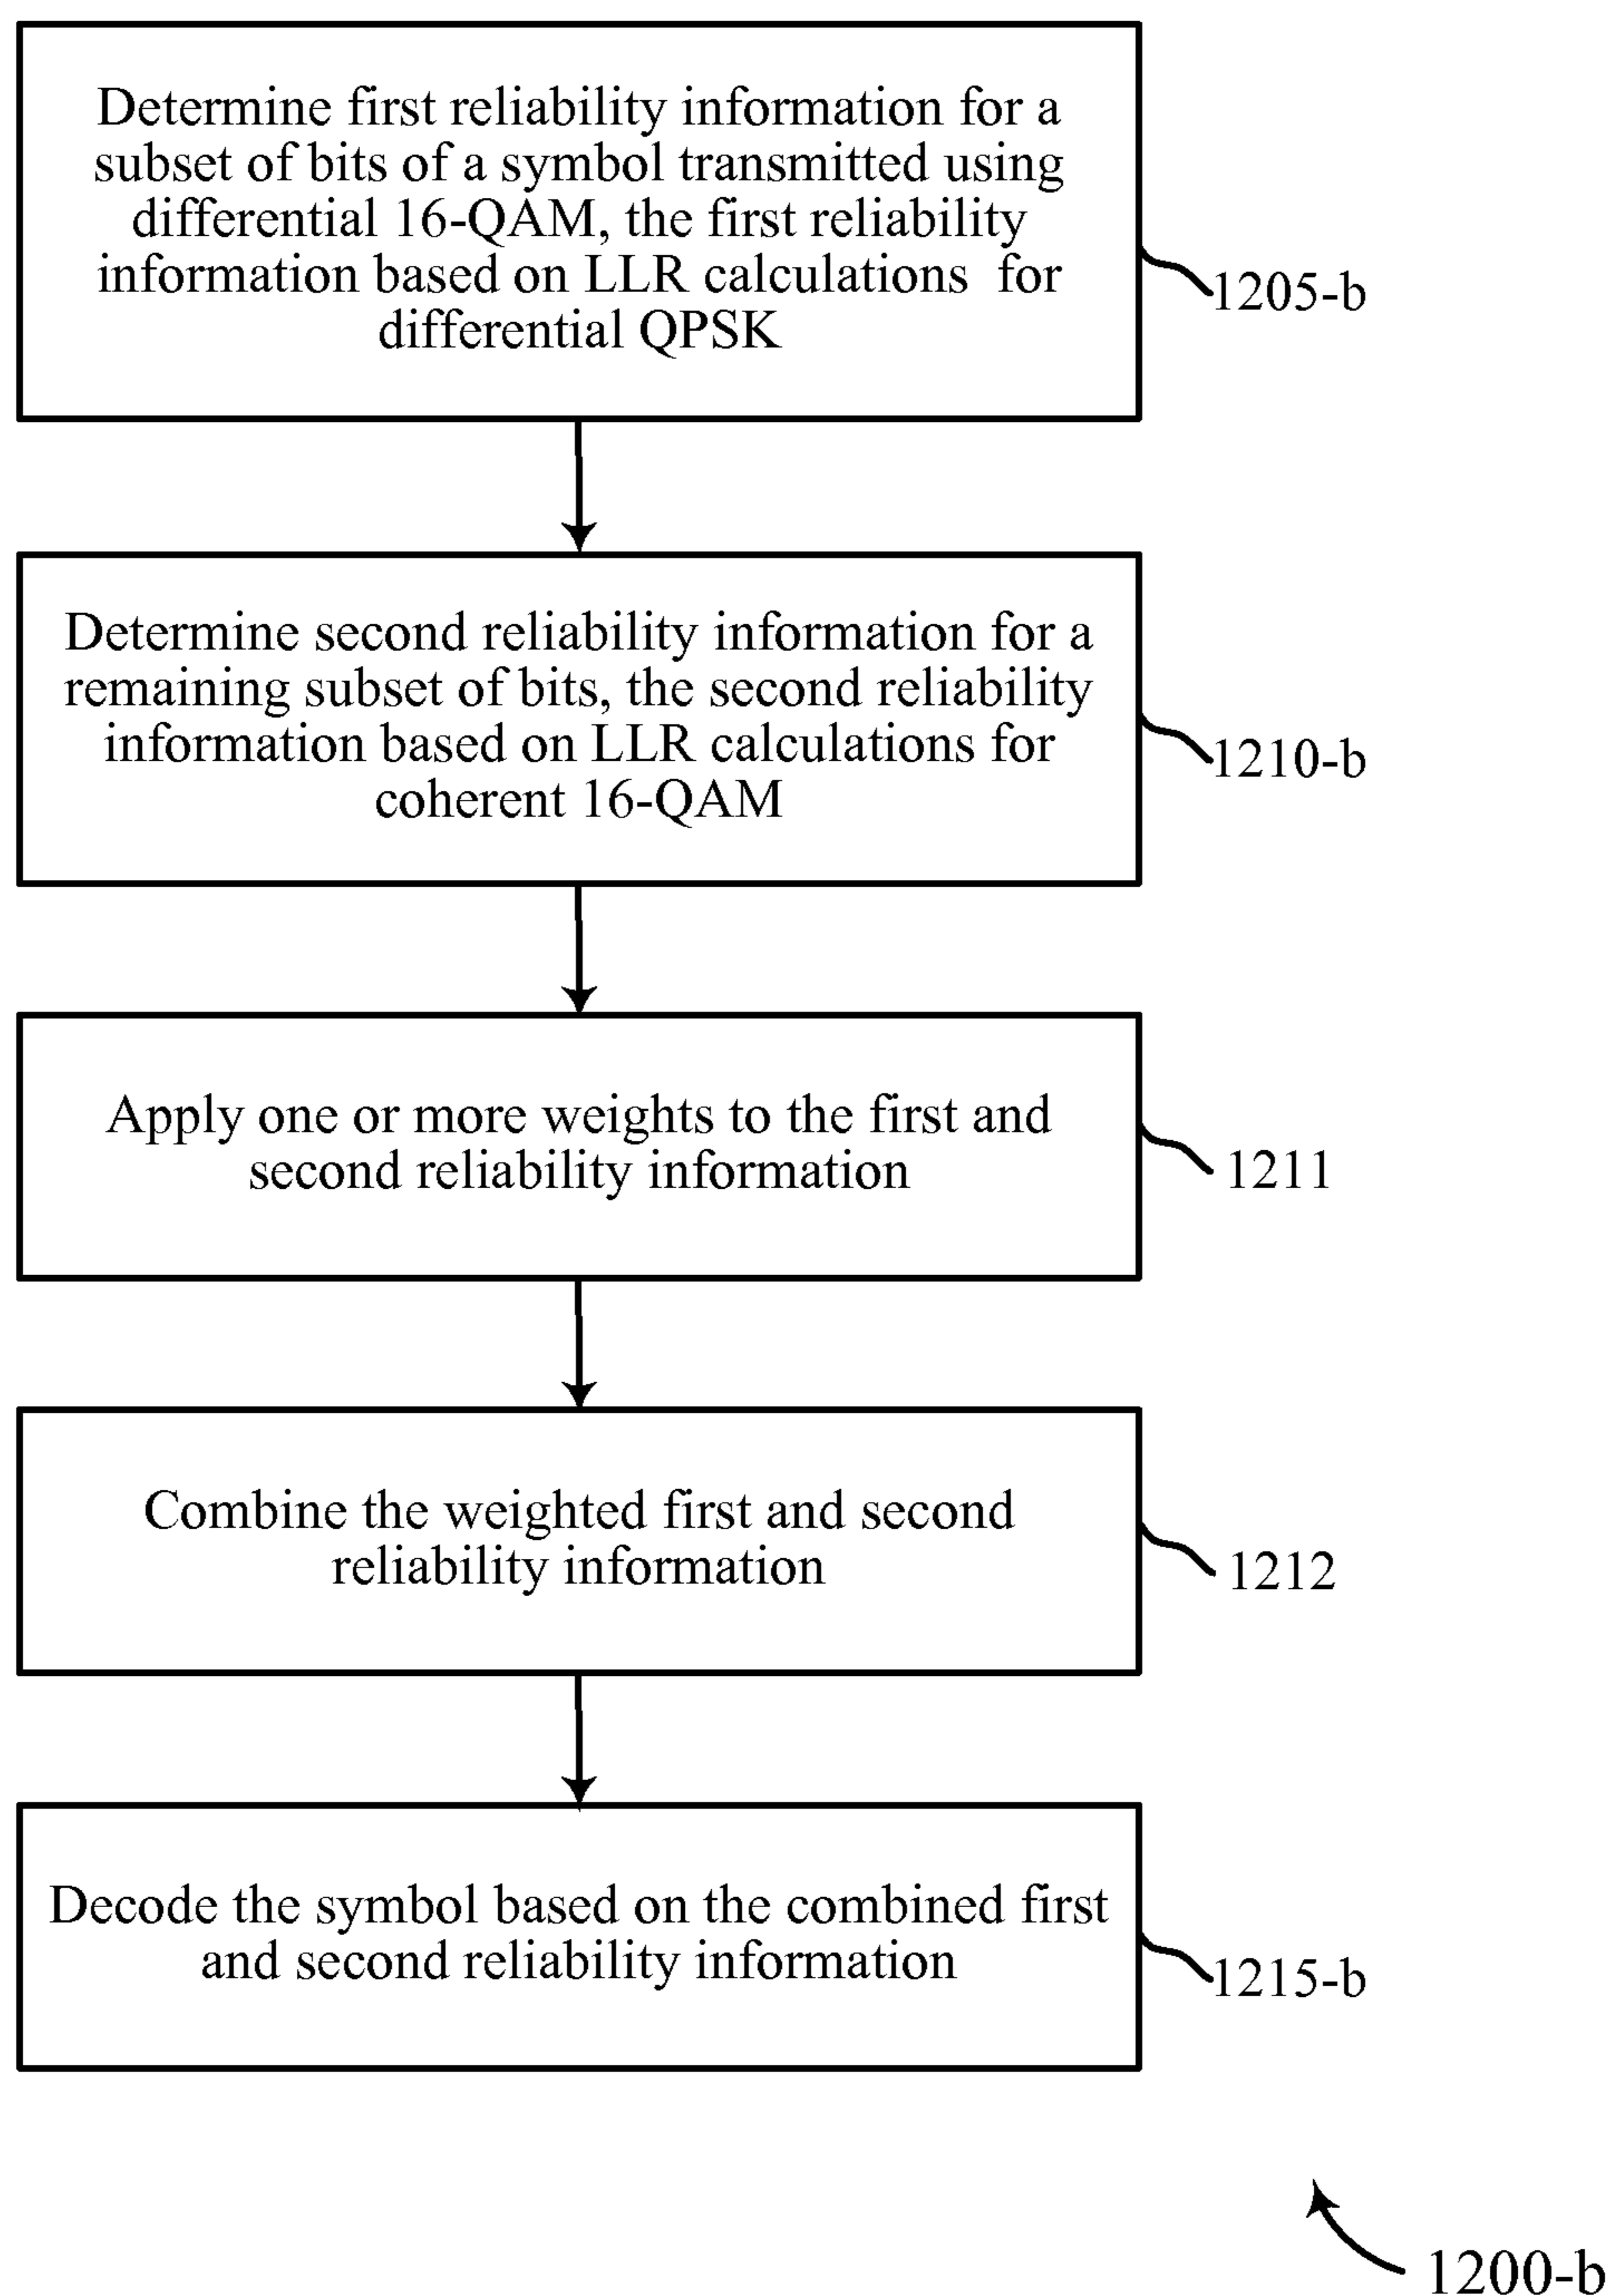 Determine first reliability information for a
subset of bits of a symbol transmitted using
differential 16-QAM, the first reliability
information based on LLR calculations for
differential QPSK
1205-b
Determine second reliability information for a
remaining subset of bits, the second reliability
information based on LLR calculations for
coherent 16-QAM
1210-b
Apply one or more weights to the first and
second reliability information
1211
Combine the weighted first and second
reliability information
1212
Decode the symbol based on the combined first
and second reliability information
1215-b
1200-b